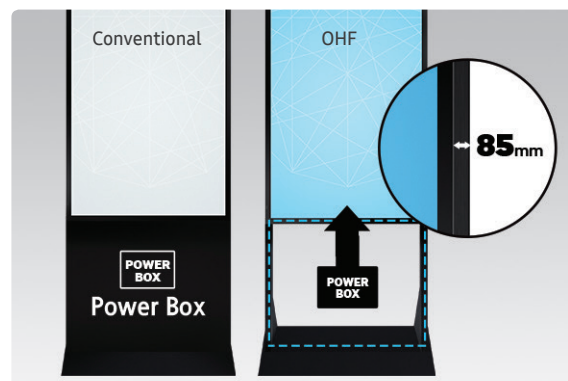 Conventional
OHF
85mm
POWER
BOX
Power Box
POWER
BOX